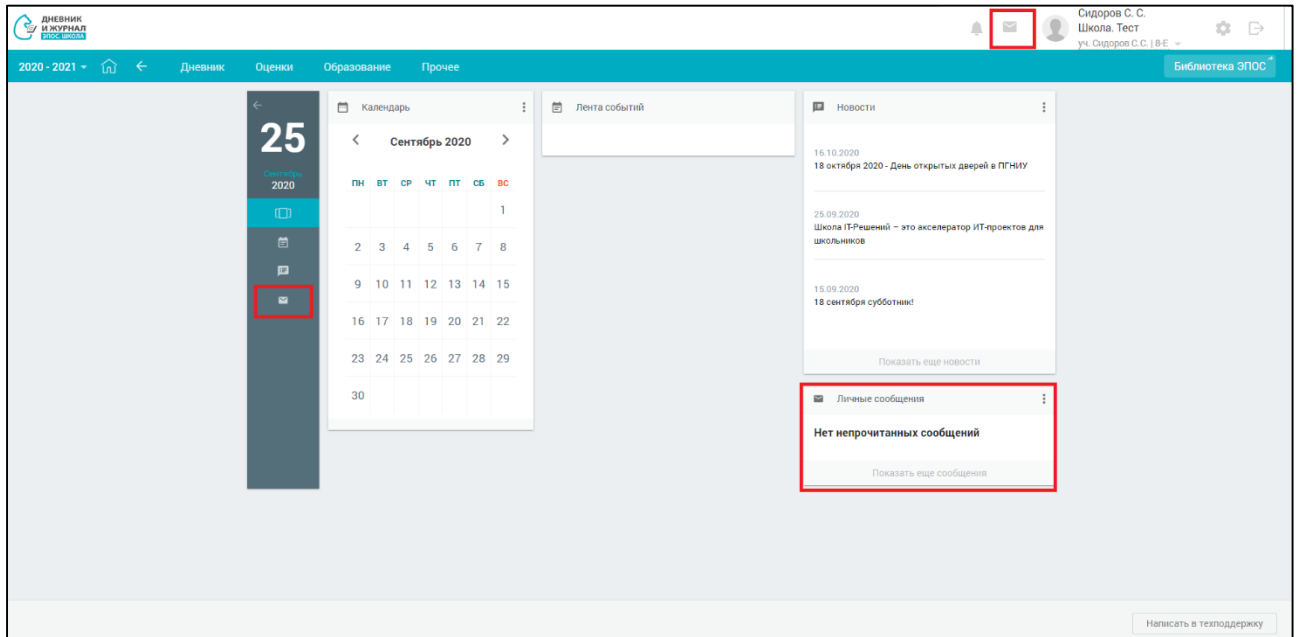 ДНЕВНИК
И ЖУРНАЛ
ЭПОС. ШКОЛА
Сидоров С. С.
Школа. Тест
уч. Сидоров С.С. | 8-Е
2020 - 2021
Дневник
Оценки
Образование
Прочее
Библиотека ЭПОС
25
Сентябрь
2020
Календарь
Сентябрь 2020
ПН ВТ СР ЧТ ПТ СБ ВС
1
2 3 4 5 6 7 8
9 10 11 12 13 14 15
16 17 18 19 20 21 22
23 24 25 26 27 28 29
30
Лента событий
Новости
16.10.2020
18 октября 2020 - День открытых дверей в ПГНИУ
25.09.2020
Школа IT-Решений – это акселератор ИТ-проектов для
школьников
15.09.2020
18 сентября субботник!
Показать еще новости
Личные сообщения
Нет непрочитанных сообщений
Показать еще сообщения
Написать в техподдержку